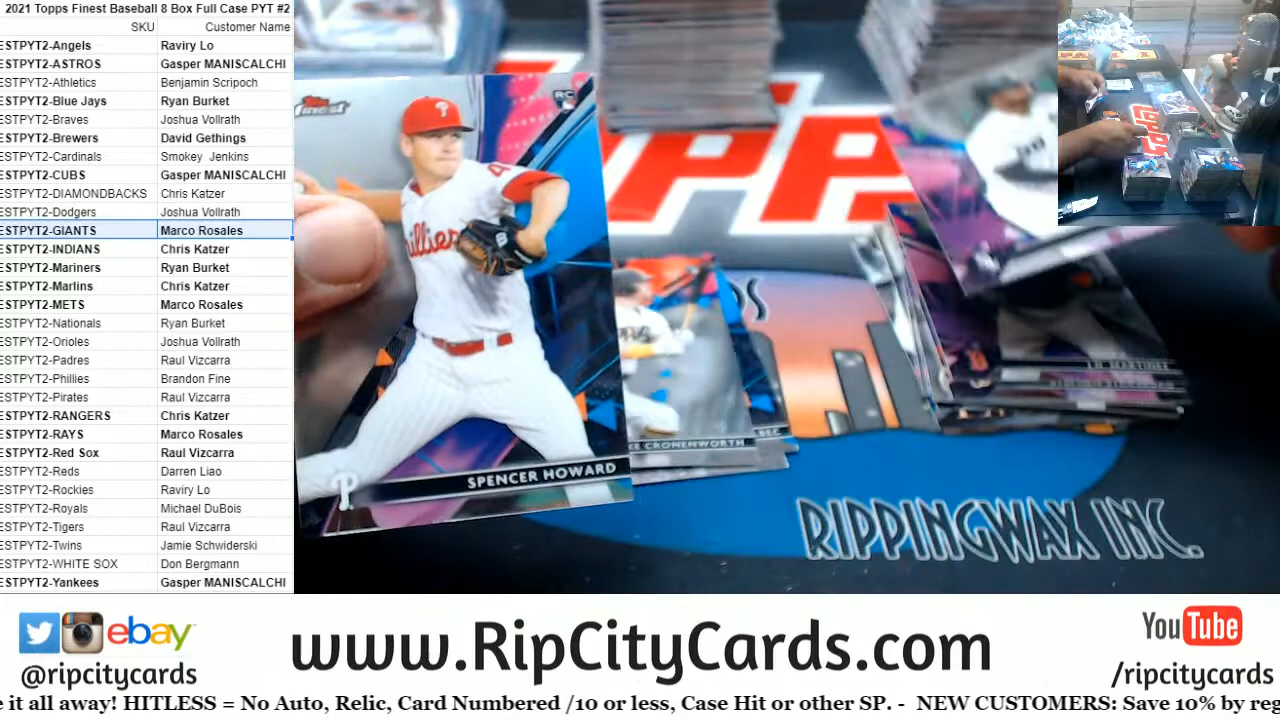 2021 Topps Finest Baseball 8 Box Full Case PYT #2
SKU Customer Name
ESTPYT2-Angels Raviry Lo
ESTPYT2-ASTROS Gasper MANISCALCHI
ESTPYT2-Athletics Benjamin Scripoch
ESTPYT2-Blue Jays Ryan Burket
ESTPYT2-Braves Joshua Vollrath
ESTPYT2-Brewers David Gethings
ESTPYT2-Cardinals Smokey Jenkins
ESTPYT2-CUBS Gasper MANISCALCHI
ESTPYT2-DIAMONDBACKS Chris Katzer
ESTPYT2-Dodgers Joshua Vollrath
ESTPYT2-GIANTS Marco Rosales
ESTPYT2-INDIANS Chris Katzer
ESTPYT2-Mariners Ryan Burket
ESTPYT2-Marlins Chris Katzer
ESTPYT2-METS Marco Rosales
ESTPYT2-Nationals Ryan Burket
ESTPYT2-Orioles Joshua Vollrath
ESTPYT2-Padres Raul Vizcarra
ESTPYT2-Phillies Brandon Fine
ESTPYT2-Pirates Raul Vizcarra
ESTPYT2-RANGERS Chris Katzer
ESTPYT2-RAYS Marco Rosales
ESTPYT2-Red Sox Raul Vizcarra
ESTPYT2-Reds Darren Liao
ESTPYT2-Rockies Raviry Lo
ESTPYT2-Royals Michael DuBois
ESTPYT2-Tigers Raul Vizcarra
ESTPYT2-Twins Jamie Schwiderski
ESTPYT2-WHITE SOX Don Bergmann
ESTPYT2-Yankees Gasper MANISCALCHI
Topps finest
RC
Phillies
4
P
SPENCER HOWARD
KE CRONENWORTH
PPI
DS
J.D. MARTINEZ
TOPPS
RIPPINGWAX INC.
ebay
@ripcitycards
www.RipCityCards.com
YouTube
/ripcitycards
e it all away! HITLESS = No Auto, Relic, Card Numbered /10 or less, Case Hit or other SP. - NEW CUSTOMERS: Save 10% by reg